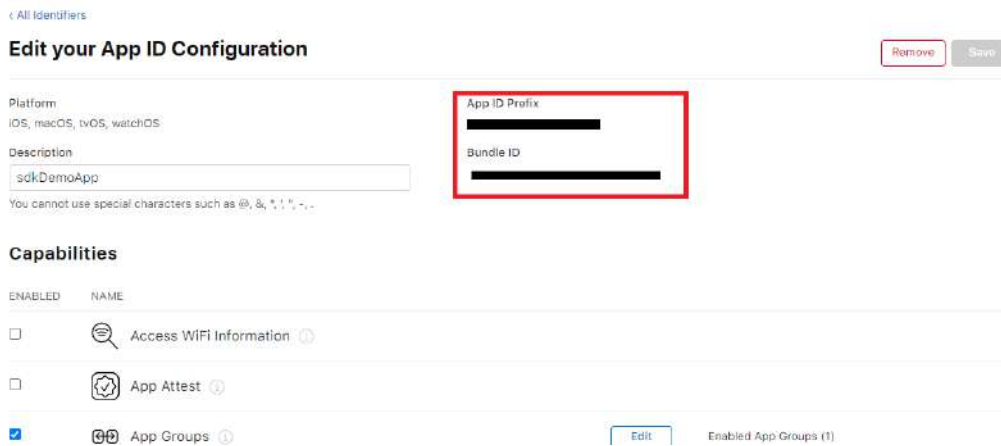 ‹ All Identifiers
Edit your App ID Configuration
Remove
Save
Platform
iOS, macOS, tvOS, watchOS
App ID Prefix
Description
sdkDemoApp
Bundle ID
You cannot use special characters such as @, &, *, ', ", -, .
Capabilities
ENABLED NAME
Access WiFi Information
App Attest
App Groups
Edit
Enabled App Groups (1)